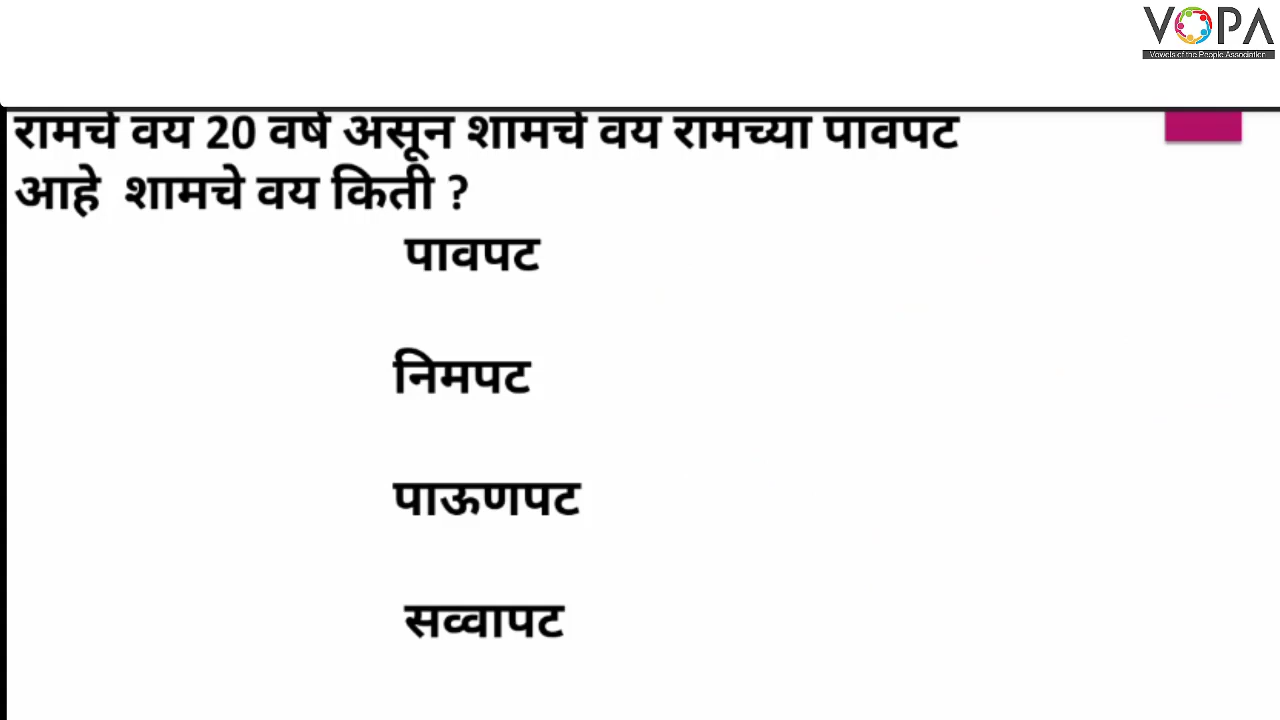 VOPA
Vowels of the People Association
रामचे वय 20 वर्षे असून शामचे वय रामच्या पावपट
आहे शामचे वय किती ?
पावपट
निमपट
पाऊणपट
सव्वापट